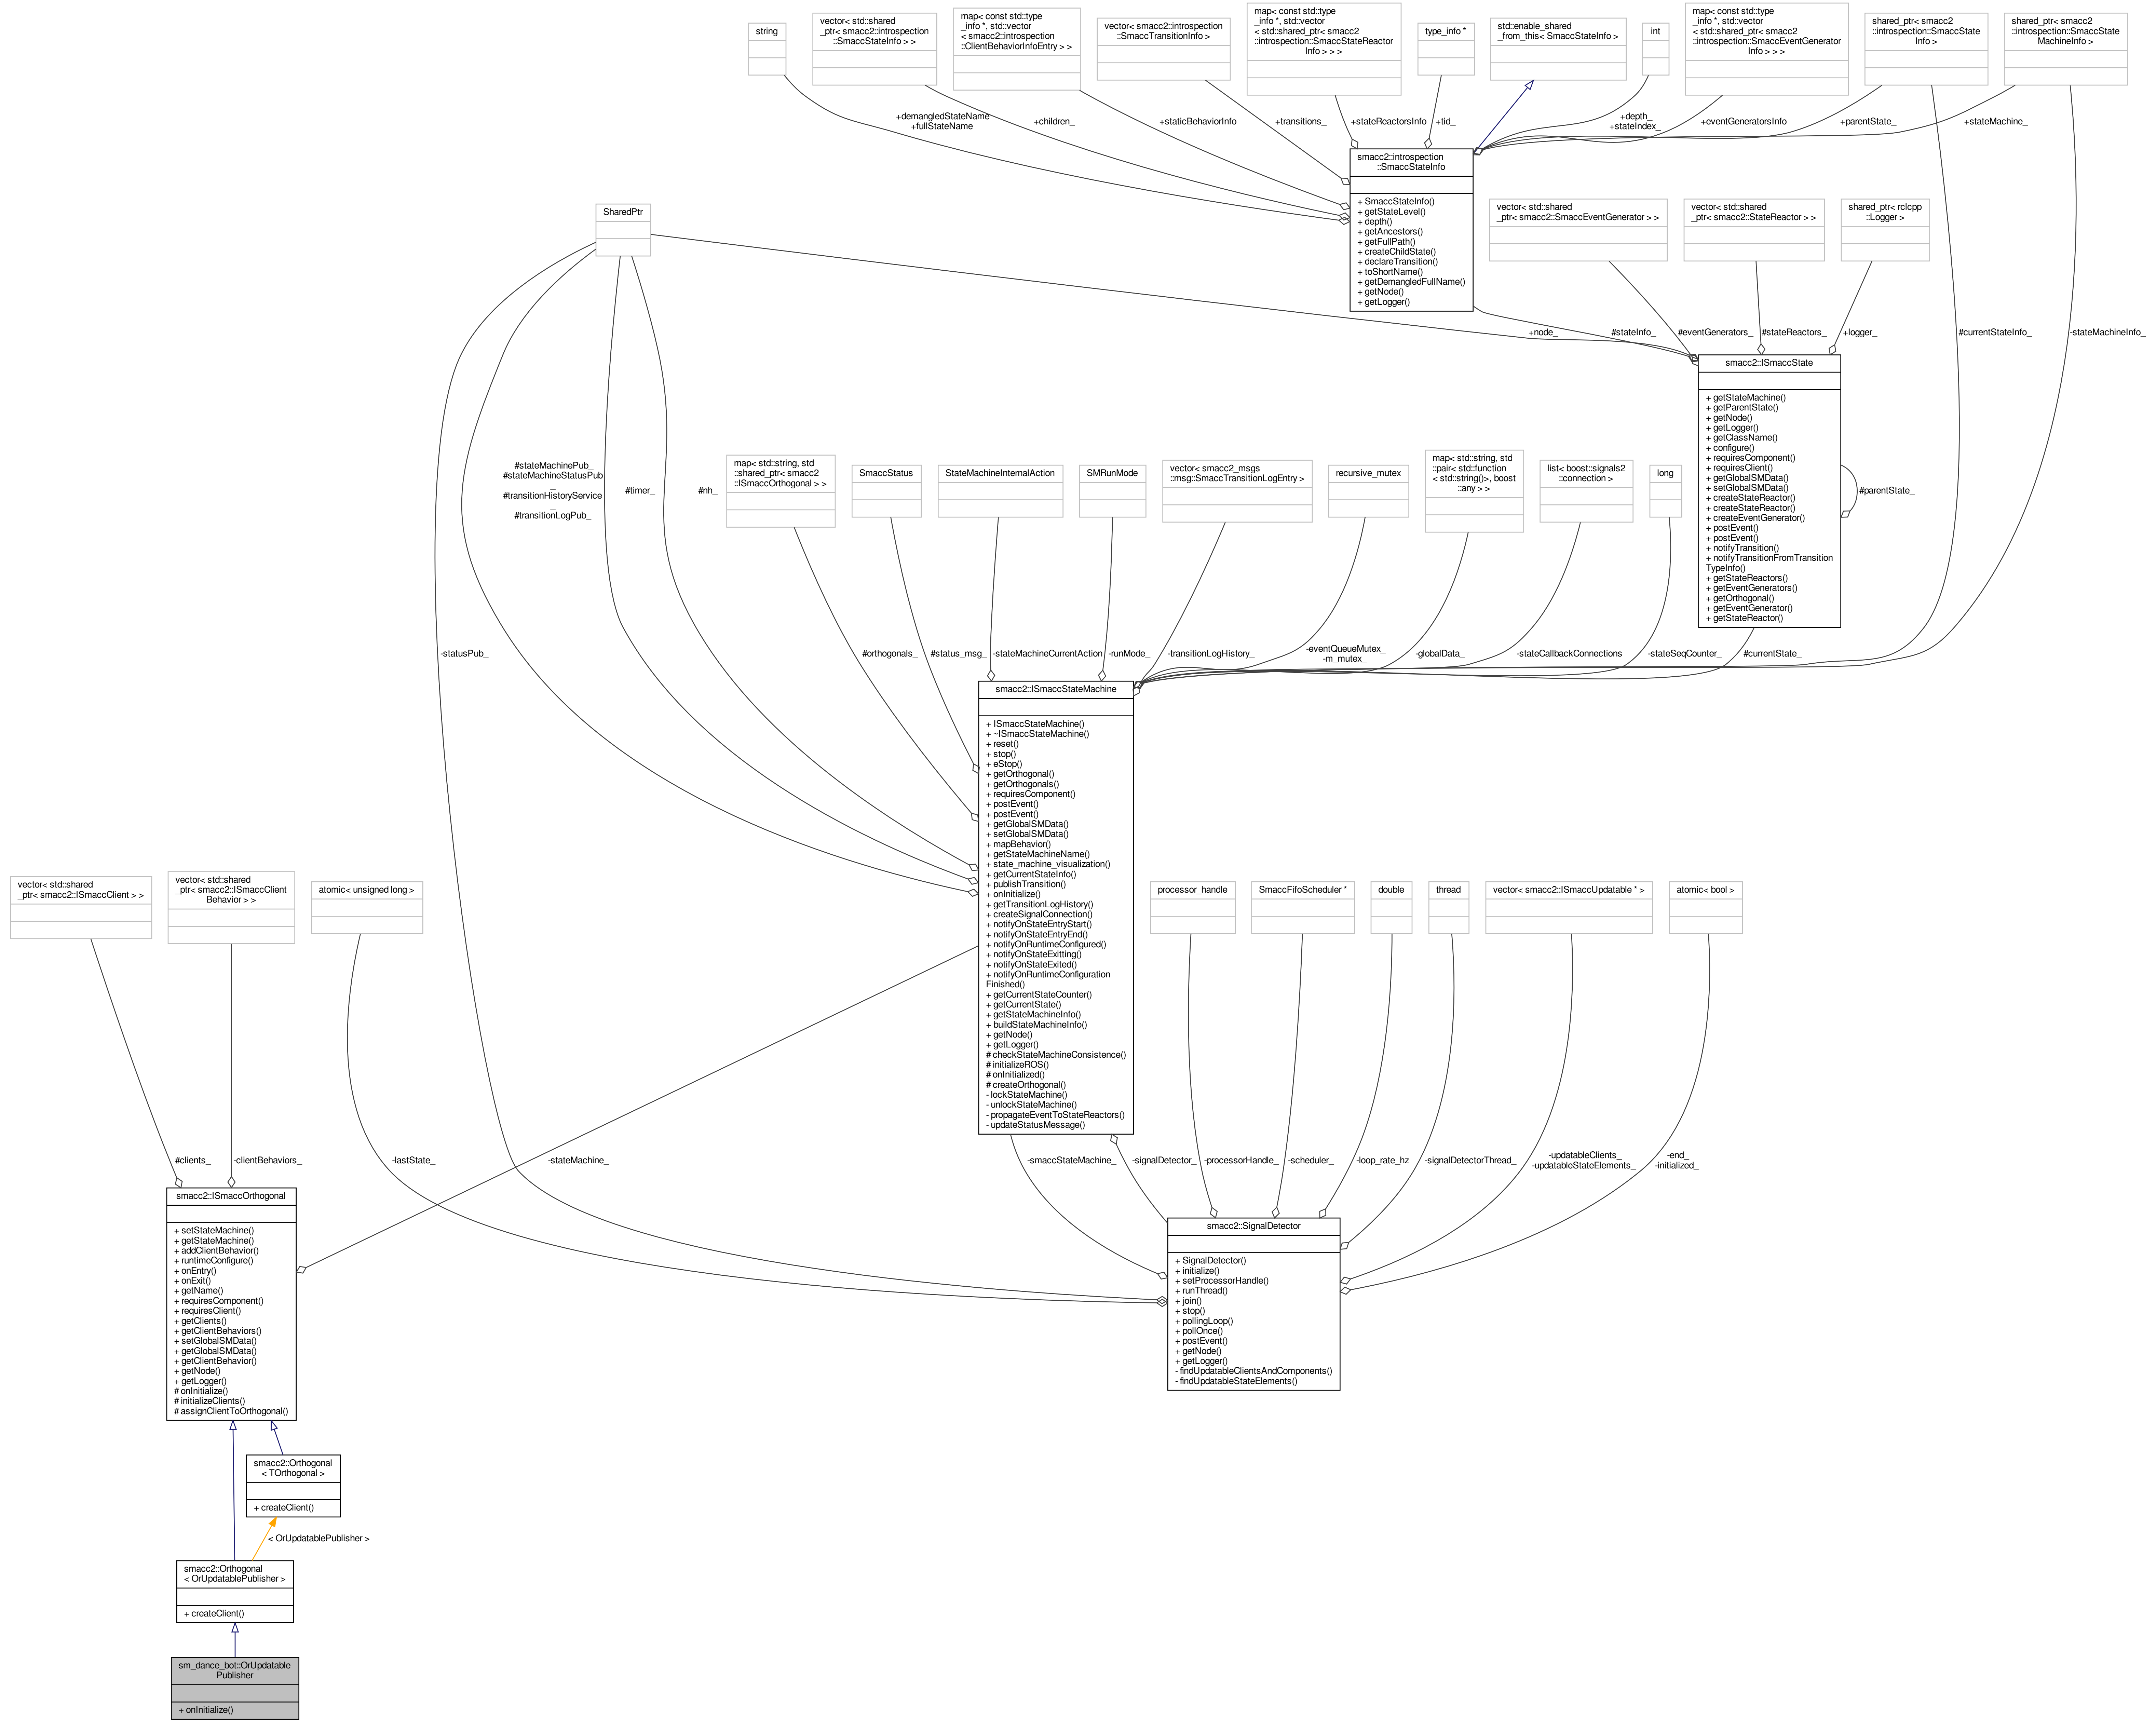 string
vector< std::shared
_ptr< smacc2::introspection
::SmaccStateInfo > >
map< const std::type
_info *, std::vector
< smacc2::introspection
::ClientBehaviorInfoEntry > >
vector< smacc2::introspection
::SmaccTransitionInfo >
map< const std::type
_info *, std::vector
< std::shared_ptr< smacc2
::introspection::SmaccStateReactor
Info > > >
type_info *
std::enable_shared
_from_this< SmaccStateInfo >
int
map< const std::type
_info *, std::vector
< std::shared_ptr< smacc2
::introspection::SmaccEventGenerator
Info > > >
shared_ptr< smacc2
::introspection::SmaccState
Info >
shared_ptr< smacc2
::introspection::SmaccState
MachineInfo >
+demangledStateName
+fullStateName
+children_
+staticBehaviorInfo
+transitions_
+stateReactorsInfo
+tid_
+depth_
+stateIndex_
+eventGeneratorsInfo
+parentState_
+stateMachine_
smacc2::introspection
::SmaccStateInfo
+ SmaccStateInfo()
+ getStateLevel()
+ depth()
+ getAncestors()
+ getFullPath()
+ createChildState()
+ declareTransition()
+ toShortName()
+ getDemangledFullName()
+ getNode()
+ getLogger()
SharedPtr
vector< std::shared
_ptr< smacc2::SmaccEventGenerator > >
vector< std::shared
_ptr< smacc2::StateReactor > >
shared_ptr< rclcpp
::Logger >
+node_
#stateInfo_
#eventGenerators_
#stateReactors_
+logger_
#currentStateInfo_
-stateMachineInfo_
smacc2::ISmaccState
+ getStateMachine()
+ getParentState()
+ getNode()
+ getLogger()
+ getClassName()
+ configure()
+ requiresComponent()
+ requiresClient()
+ getGlobalSMData()
+ setGlobalSMData()
+ createStateReactor()
+ createStateReactor()
+ createEventGenerator()
+ postEvent()
+ postEvent()
+ notifyTransition()
+ notifyTransitionFromTransition
TypeInfo()
+ getStateReactors()
+ getEventGenerators()
+ getOrthogonal()
+ getEventGenerator()
+ getStateReactor()
#parentState_
#stateMachinePub_
#stateMachineStatusPub
_
#transitionHistoryService
_
#transitionLogPub_
#timer_
#nh_
map< std::string, std
::shared_ptr< smacc2
::ISmaccOrthogonal > >
SmaccStatus
StateMachineInternalAction
SMRunMode
vector< smacc2_msgs
::msg::SmaccTransitionLogEntry >
recursive_mutex
map< std::string, std
::pair< std::function
< std::string()>, boost
::any > >
list< boost::signals2
::connection >
long
-statusPub_
#orthogonals_
#status_msg_
-stateMachineCurrentAction
-runMode_
-transitionLogHistory_
-eventQueueMutex_
-m_mutex_
-globalData_
-stateCallbackConnections
-stateSeqCounter_
#currentState_
smacc2::ISmaccStateMachine
+ ISmaccStateMachine()
+ ~ISmaccStateMachine()
+ reset()
+ stop()
+ eStop()
+ getOrthogonal()
+ getOrthogonals()
+ requiresComponent()
+ postEvent()
+ postEvent()
+ getGlobalSMData()
+ setGlobalSMData()
+ mapBehavior()
+ getStateMachineName()
+ state_machine_visualization()
+ getCurrentStateInfo()
+ publishTransition()
+ onInitialize()
+ getTransitionLogHistory()
+ createSignalConnection()
+ notifyOnStateEntryStart()
+ notifyOnStateEntryEnd()
+ notifyOnRuntimeConfigured()
+ notifyOnStateExitting()
+ notifyOnStateExited()
+ notifyOnRuntimeConfiguration
Finished()
+ getCurrentStateCounter()
+ getCurrentState()
+ getStateMachineInfo()
+ buildStateMachineInfo()
+ getNode()
+ getLogger()
# checkStateMachineConsistence()
# initializeROS()
# onInitialized()
# createOrthogonal()
- lockStateMachine()
- unlockStateMachine()
- propagateEventToStateReactors()
- updateStatusMessage()
vector< std::shared
_ptr< smacc2::ISmaccClient > >
vector< std::shared
_ptr< smacc2::ISmaccClient
Behavior > >
atomic< unsigned long >
processor_handle
SmaccFifoScheduler *
double
thread
vector< smacc2::ISmaccUpdatable * >
atomic< bool >
#clients_
-clientBehaviors_
-lastState_
-stateMachine_
-smaccStateMachine_
-signalDetector_
-processorHandle_
-scheduler_
-loop_rate_hz
-signalDetectorThread_
-updatableClients_
-updatableStateElements_
-end_
-initialized_
smacc2::ISmaccOrthogonal
+ setStateMachine()
+ getStateMachine()
+ addClientBehavior()
+ runtimeConfigure()
+ onEntry()
+ onExit()
+ getName()
+ requiresComponent()
+ requiresClient()
+ getClients()
+ getClientBehaviors()
+ setGlobalSMData()
+ getGlobalSMData()
+ getClientBehavior()
+ getNode()
+ getLogger()
# onInitialize()
# initializeClients()
# assignClientToOrthogonal()
smacc2::SignalDetector
+ SignalDetector()
+ initialize()
+ setProcessorHandle()
+ runThread()
+ join()
+ stop()
+ pollingLoop()
+ pollOnce()
+ postEvent()
+ getNode()
+ getLogger()
- findUpdatableClientsAndComponents()
- findUpdatableStateElements()
smacc2::Orthogonal
< TOrthogonal >
+ createClient()
< OrUpdatablePublisher >
smacc2::Orthogonal
< OrUpdatablePublisher >
+ createClient()
sm_dance_bot::OrUpdatable
Publisher
+ onInitialize()